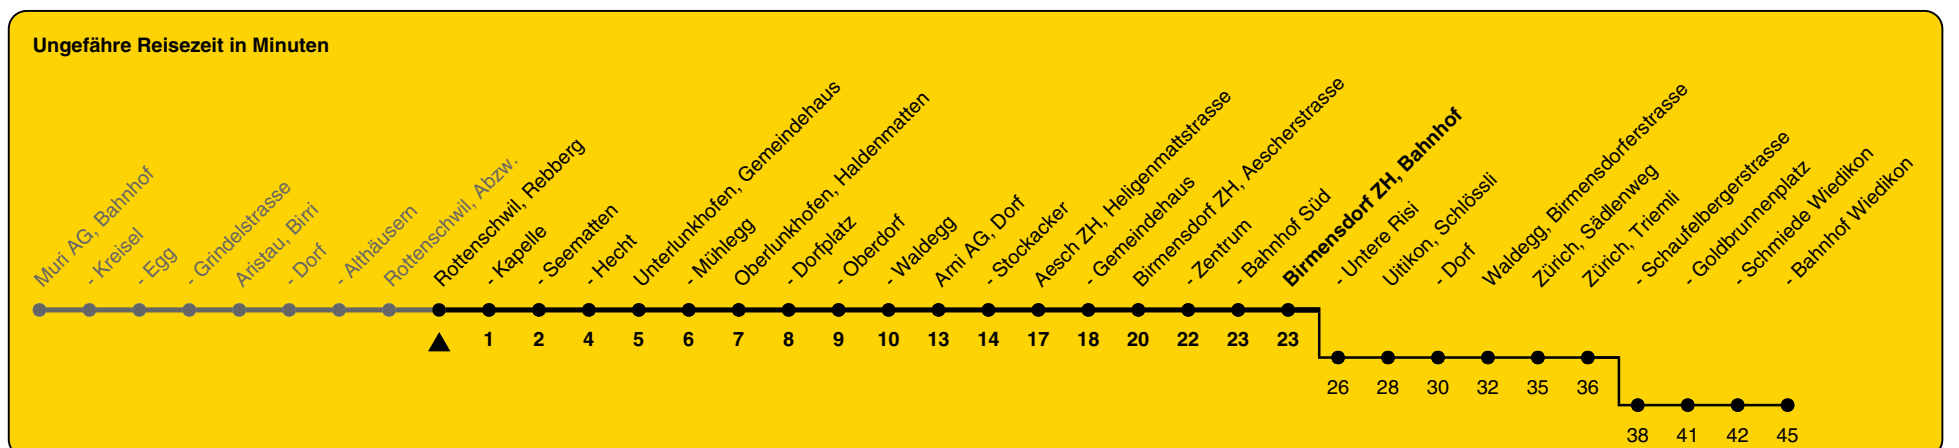 Ungefähre Reisezeit in Minuten
Muri AG, Bahnhof
- Kreisel
- Egg
- Grindelstrasse
Aristau, Birri
- Dorf
- Althäusern
Rottenschwil, Abzw.
Rottenschwil, Rebberg
- Kapelle
- Seematten
- Hecht
Unterlunkhofen, Gemeindehaus
- Mühlegg
Oberlunkhofen, Haldenmatten
- Dorfplatz
- Oberdorf
- Waldegg
Arni AG, Dorf
- Stockacker
Aesch ZH, Heligenmattstrasse
- Gemeindehaus
Birmensdorf ZH, Aescherstrasse
- Zentrum
- Bahnhof Süd
Birmensdorf ZH, Bahnhof
- Untere Risi
Uitikon, Schlössli
- Dorf
Waldegg, Birmensdorferstrasse
Zürich, Sädlenweg
Zürich, Triemli
- Schaufelbergerstrasse
- Goldbrunnenplatz
- Schmiede Wiedikon
- Bahnhof Wiedikon
1 2 4 5 6 7 8 9 10 13 14 17 18 20 22 23 23
26 28 30 32 35 36
38 41 42 45